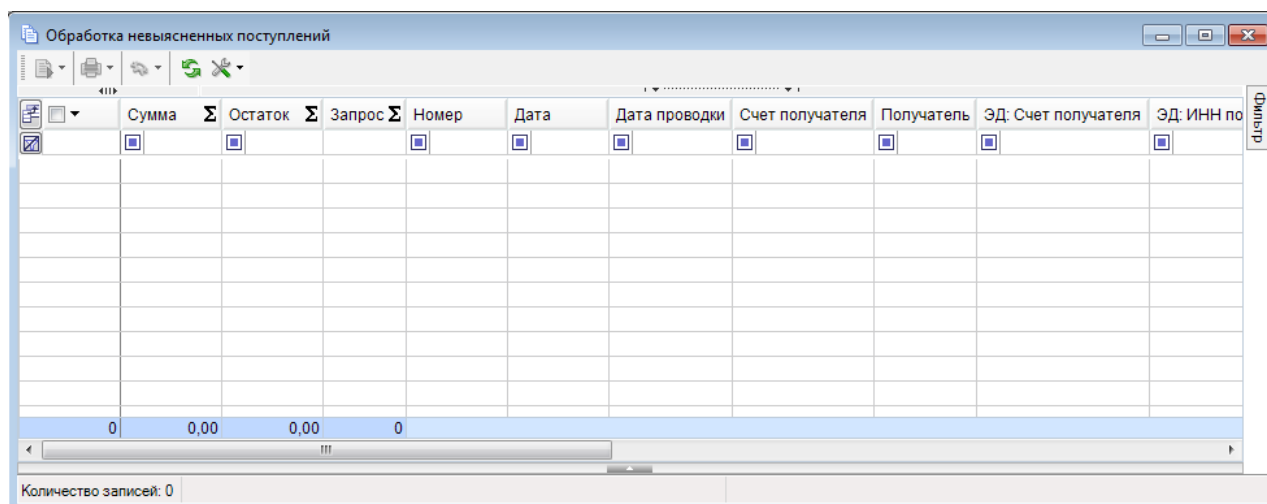 Обработка невыясненных поступлений
Сумма Σ Остаток Σ Запрос Σ Номер Дата Дата проводки Счет получателя Получатель ЭД: Счет получателя ЭД: ИНН по
Фильтр
0 0,00 0,00 0
Количество записей: 0